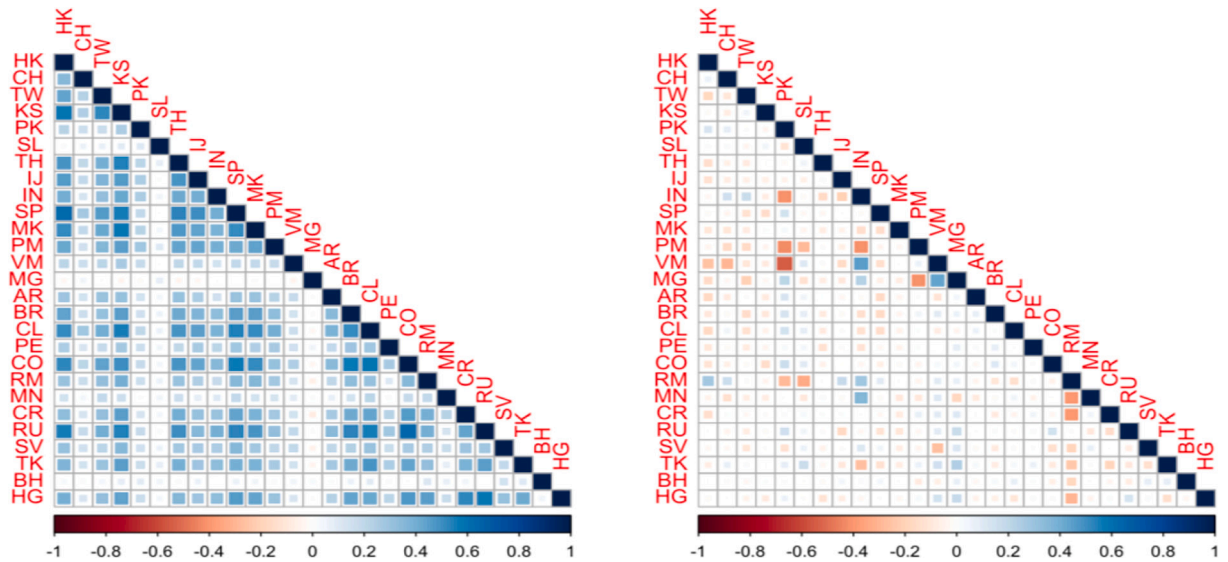 HK
CH
TW
KS
PK
SL
TH
IJ
IN
SP
MK
PM
VM
MG
AR
BR
CL
PE
CO
RM
MN
CR
RU
SV
TK
BH
HG
HK
CH
TW
KS
PK
SL
TH
IJ
IN
SP
MK
PM
VM
MG
AR
BR
CL
PE
CO
RM
MN
CR
RU
SV
TK
BH
HG
-1 -0.8 -0.6 -0.4 -0.2 0 0.2 0.4 0.6 0.8 1
HK
CH
TW
KS
PK
SL
TH
IJ
IN
SP
MK
PM
VM
MG
AR
BR
CL
PE
CO
RM
MN
CR
RU
SV
TK
BH
HG
HK
CH
TW
KS
PK
SL
TH
IJ
IN
SP
MK
PM
VM
MG
AR
BR
CL
PE
CO
RM
MN
CR
RU
SV
TK
BH
HG
-1 -0.8 -0.6 -0.4 -0.2 0 0.2 0.4 0.6 0.8 1